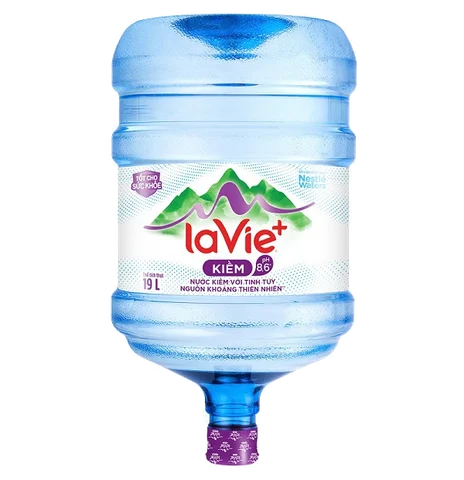 TỐT CHO
SỨC KHỎE
Nestlé
Waters
laVie+
KIỀM pH 8.6*
19 L
NƯỚC KIỀM VỚI TINH TÚY
NGUỒN KHOÁNG THIÊN NHIÊN